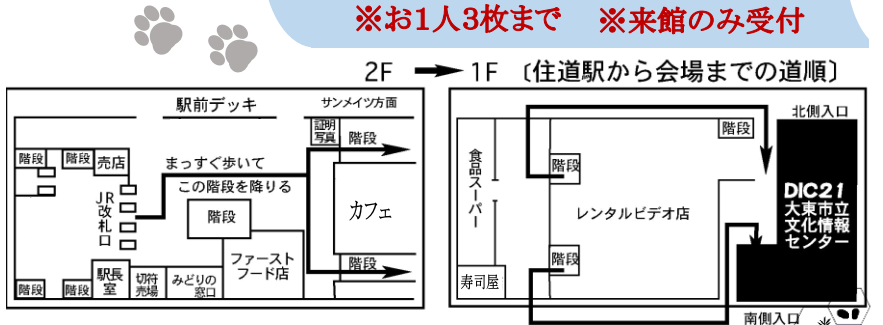 ※お1人3枚まで　※来館のみ受付
2F → 1F 〔住道駅から会場までの道順〕
駅前デッキ
サンメイツ方面
証明
写真
階段
階段
階段
売店
まっすぐ歩いて
この階段を降りる
JR
改札口
階段
カフェ
ファースト
フード店
階段
階段
階段
駅長
室
切符
売場
みどりの
窓口
北側入口
階段
食品スーパー
階段
レンタルビデオ店
DIC21
大東市立
文化情報
センター
階段
寿司屋
南側入口